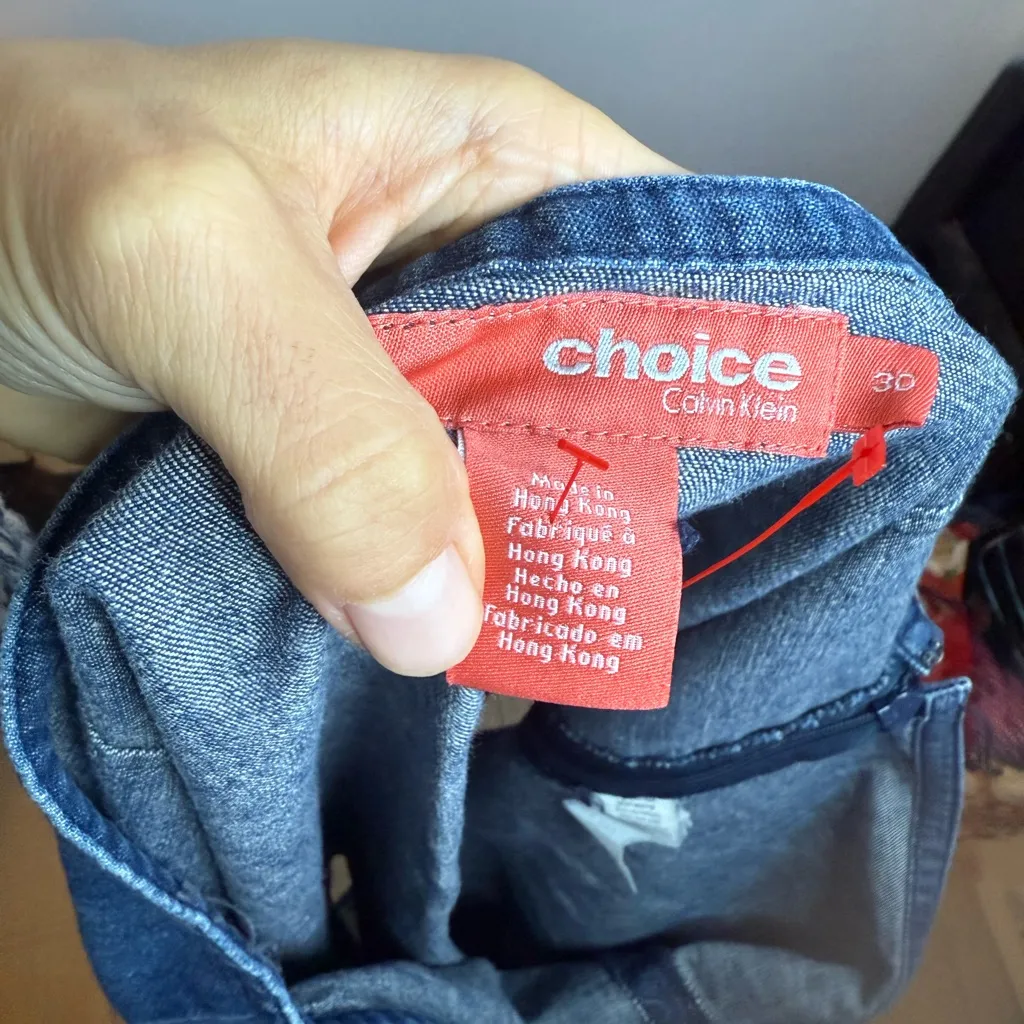 choice
Calvin Klein
30
Made in
Hong Kong
Fabriqué à
Hong Kong
Hecho en
Hong Kong
Fabricado em
Hong Kong